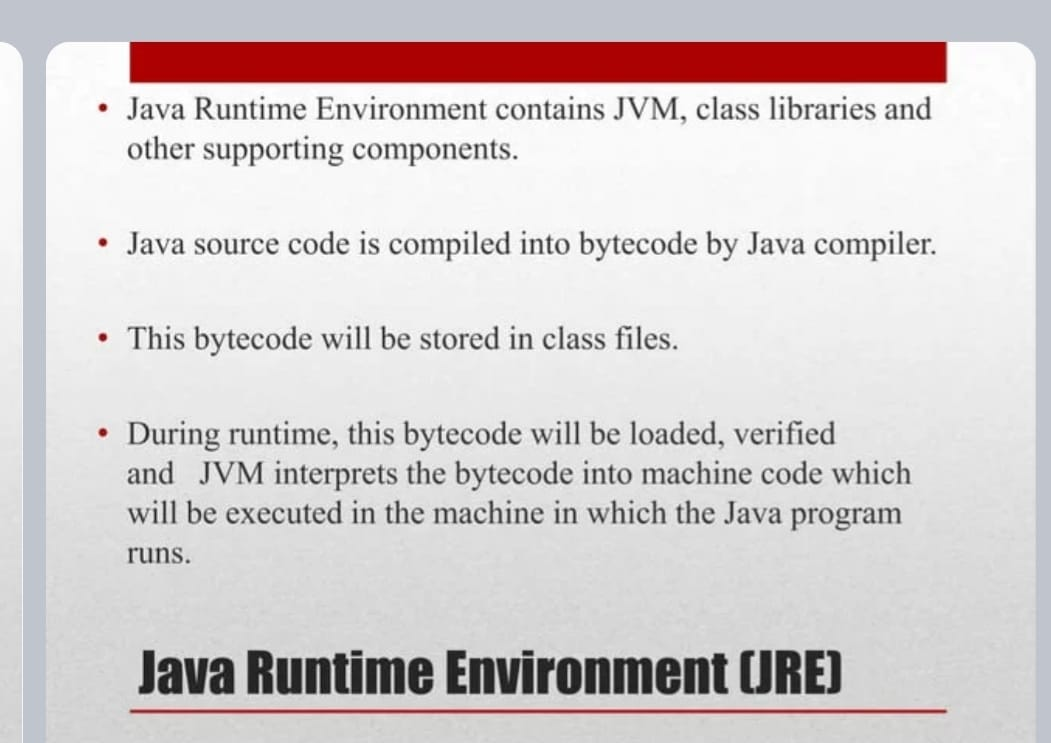 • Java Runtime Environment contains JVM, class libraries and
other supporting components.
• Java source code is compiled into bytecode by Java compiler.
• This bytecode will be stored in class files.
• During runtime, this bytecode will be loaded, verified
and JVM interprets the bytecode into machine code which
will be executed in the machine in which the Java program
runs.
Java Runtime Environment (JRE)